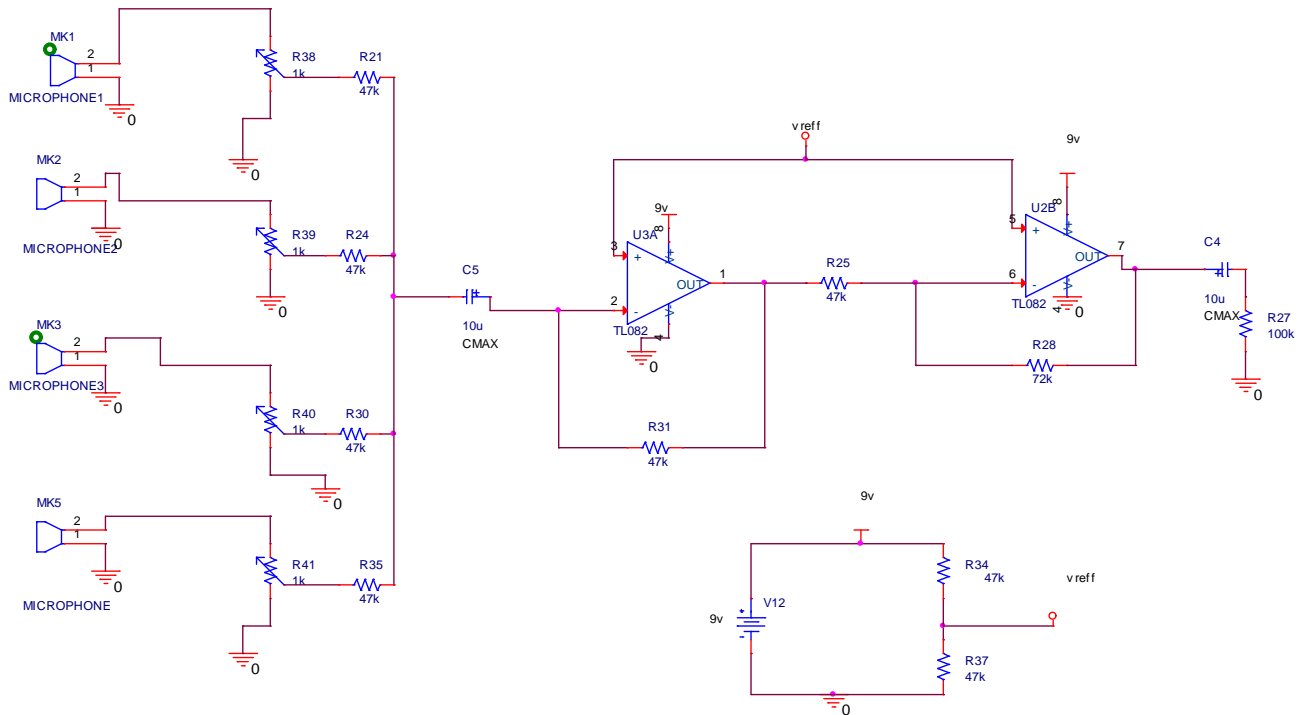 MK1
2
1
MICROPHONE1
0
R38
1k
R21
47k
0
MK2
2
1
MICROPHONE2
0
R39
1k
R24
47k
0
MK3
2
1
MICROPHONE3
0
R40
1k
R30
47k
0
MK5
2
1
MICROPHONE
0
R41
1k
R35
47k
0
C5
10u
CMAX
vreff
9v
8
V+
U3A
3
+
2
-
OUT
1
V-
4
TL082
0
R31
47k
R25
47k
9v
8
V+
U2B
5
+
6
-
OUT
7
V-
4
TL082
0
R28
72k
C4
10u
CMAX
R27
100k
0
9v
V12
9v
+
-
R34
47k
vreff
R37
47k
0